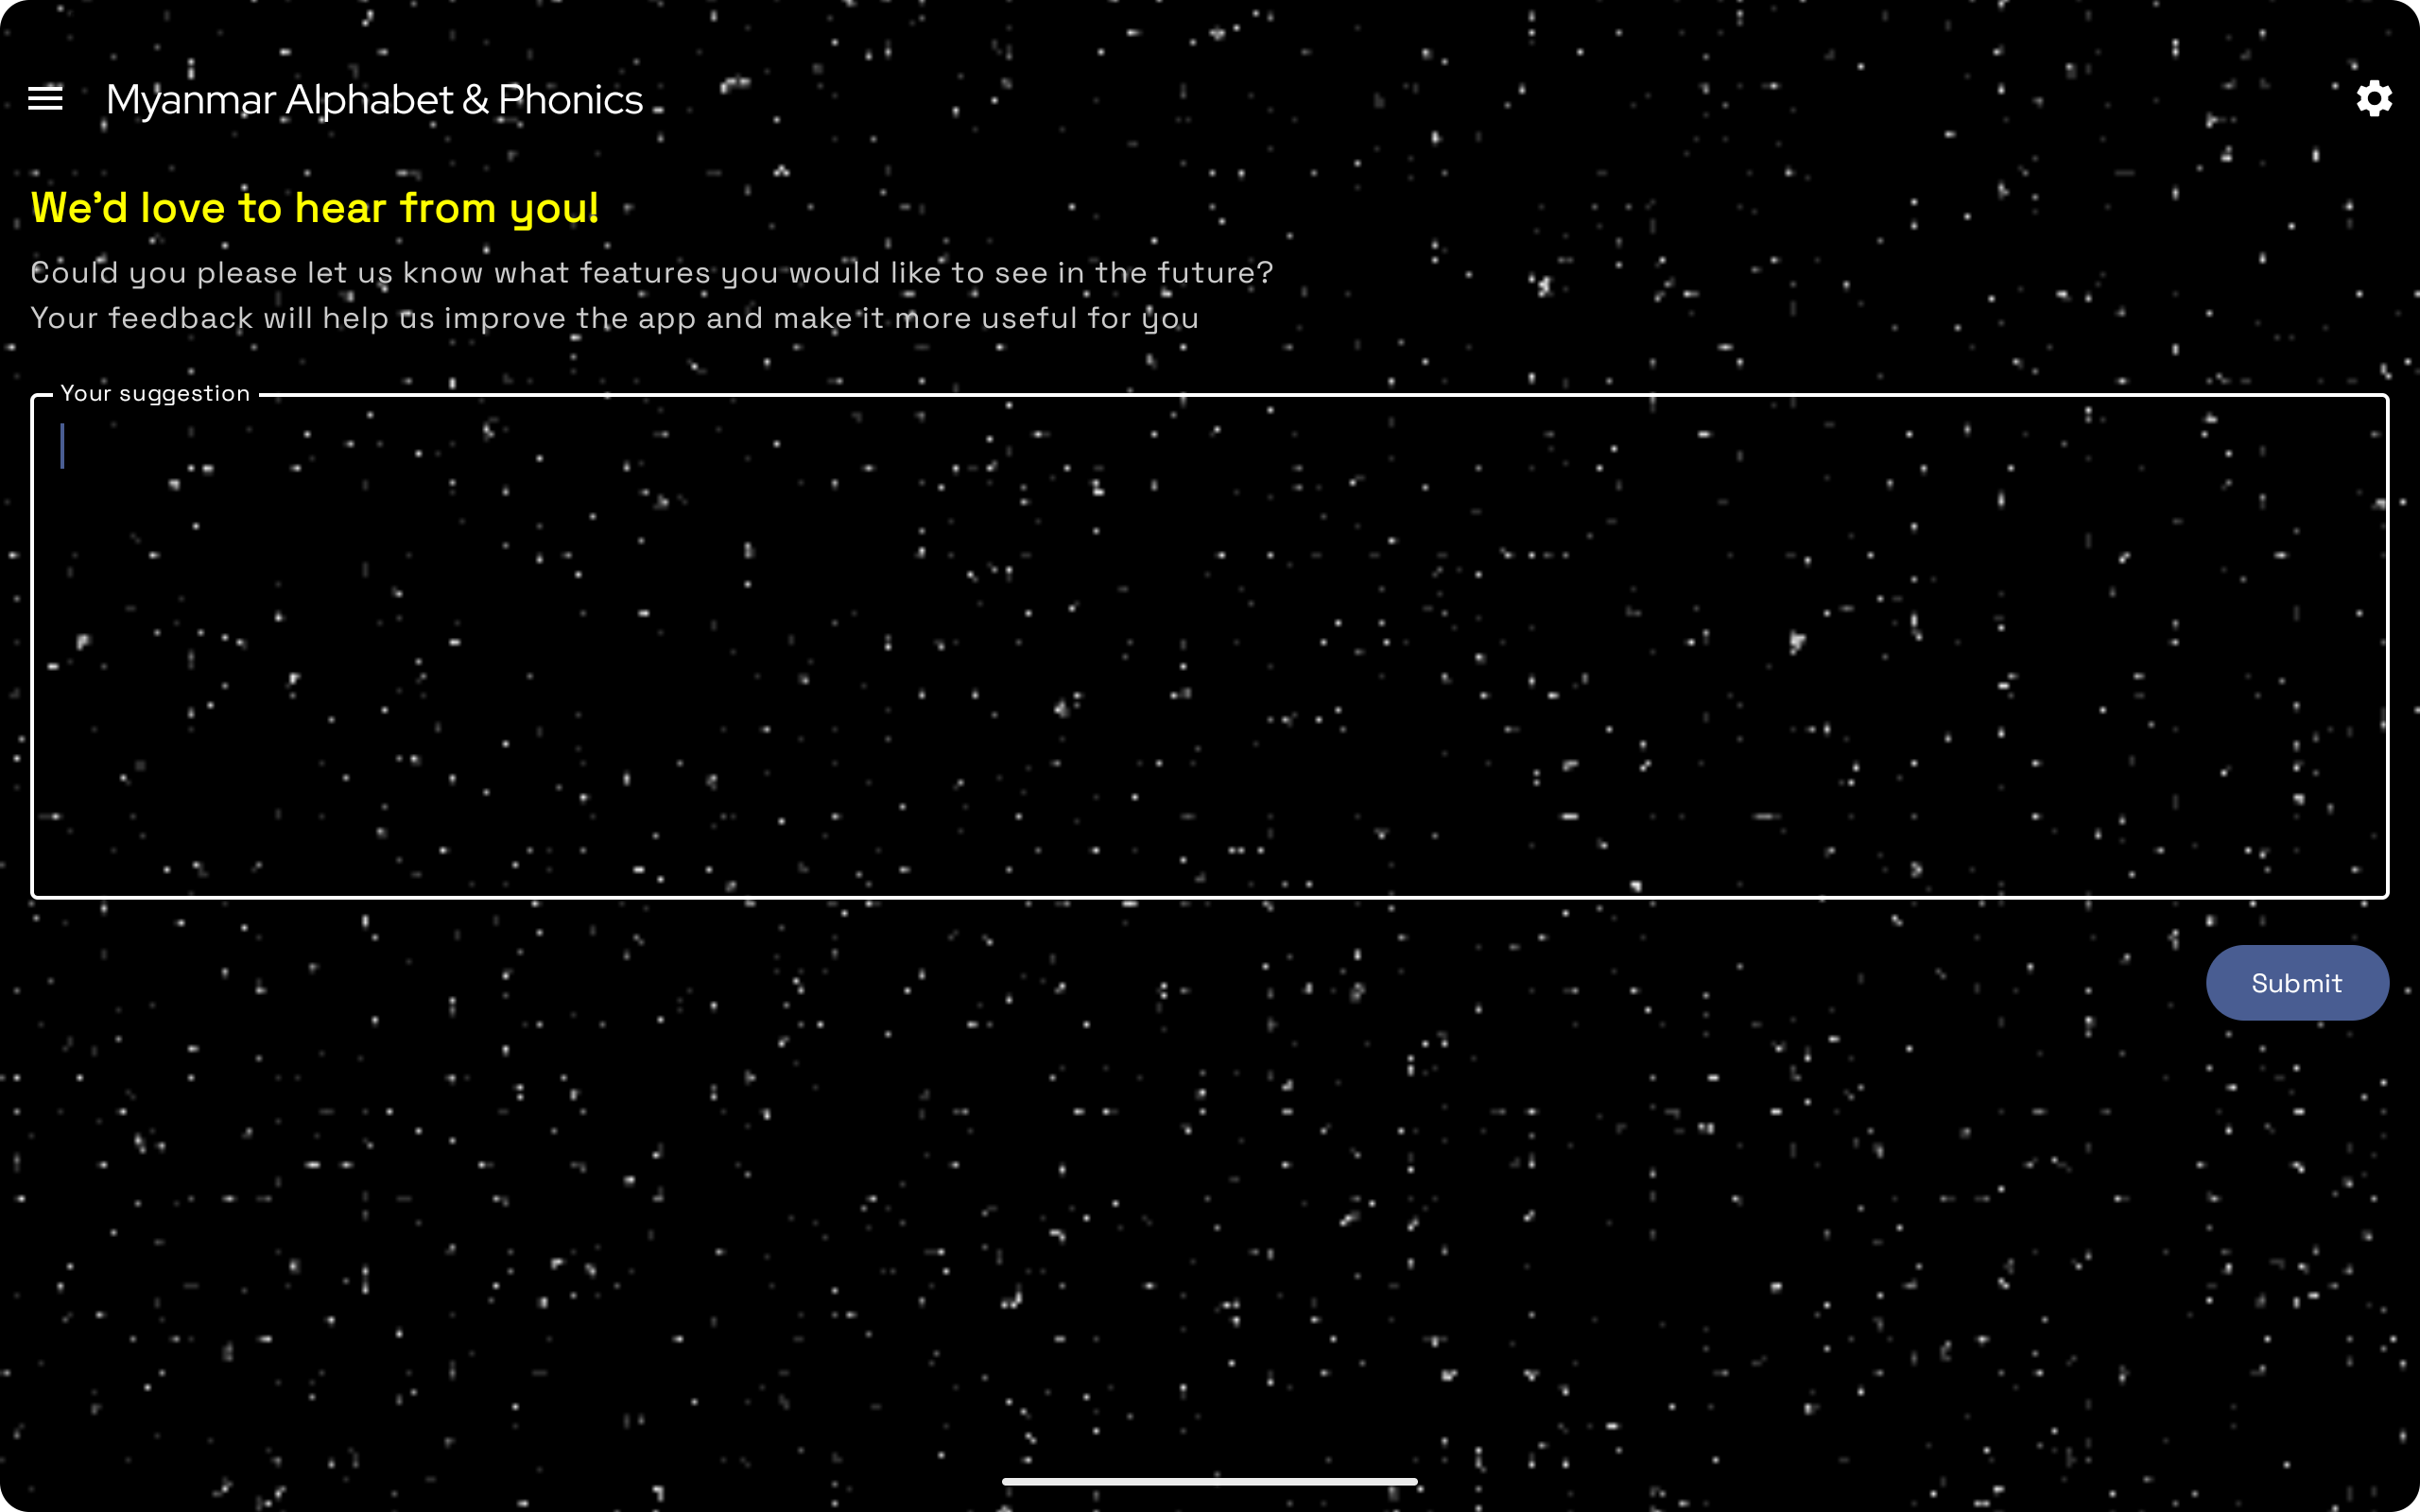 Myanmar Alphabet & Phonics
We'd love to hear from you!
Could you please let us know what features you would like to see in the future?
Your feedback will help us improve the app and make it more useful for you
Your suggestion
Submit